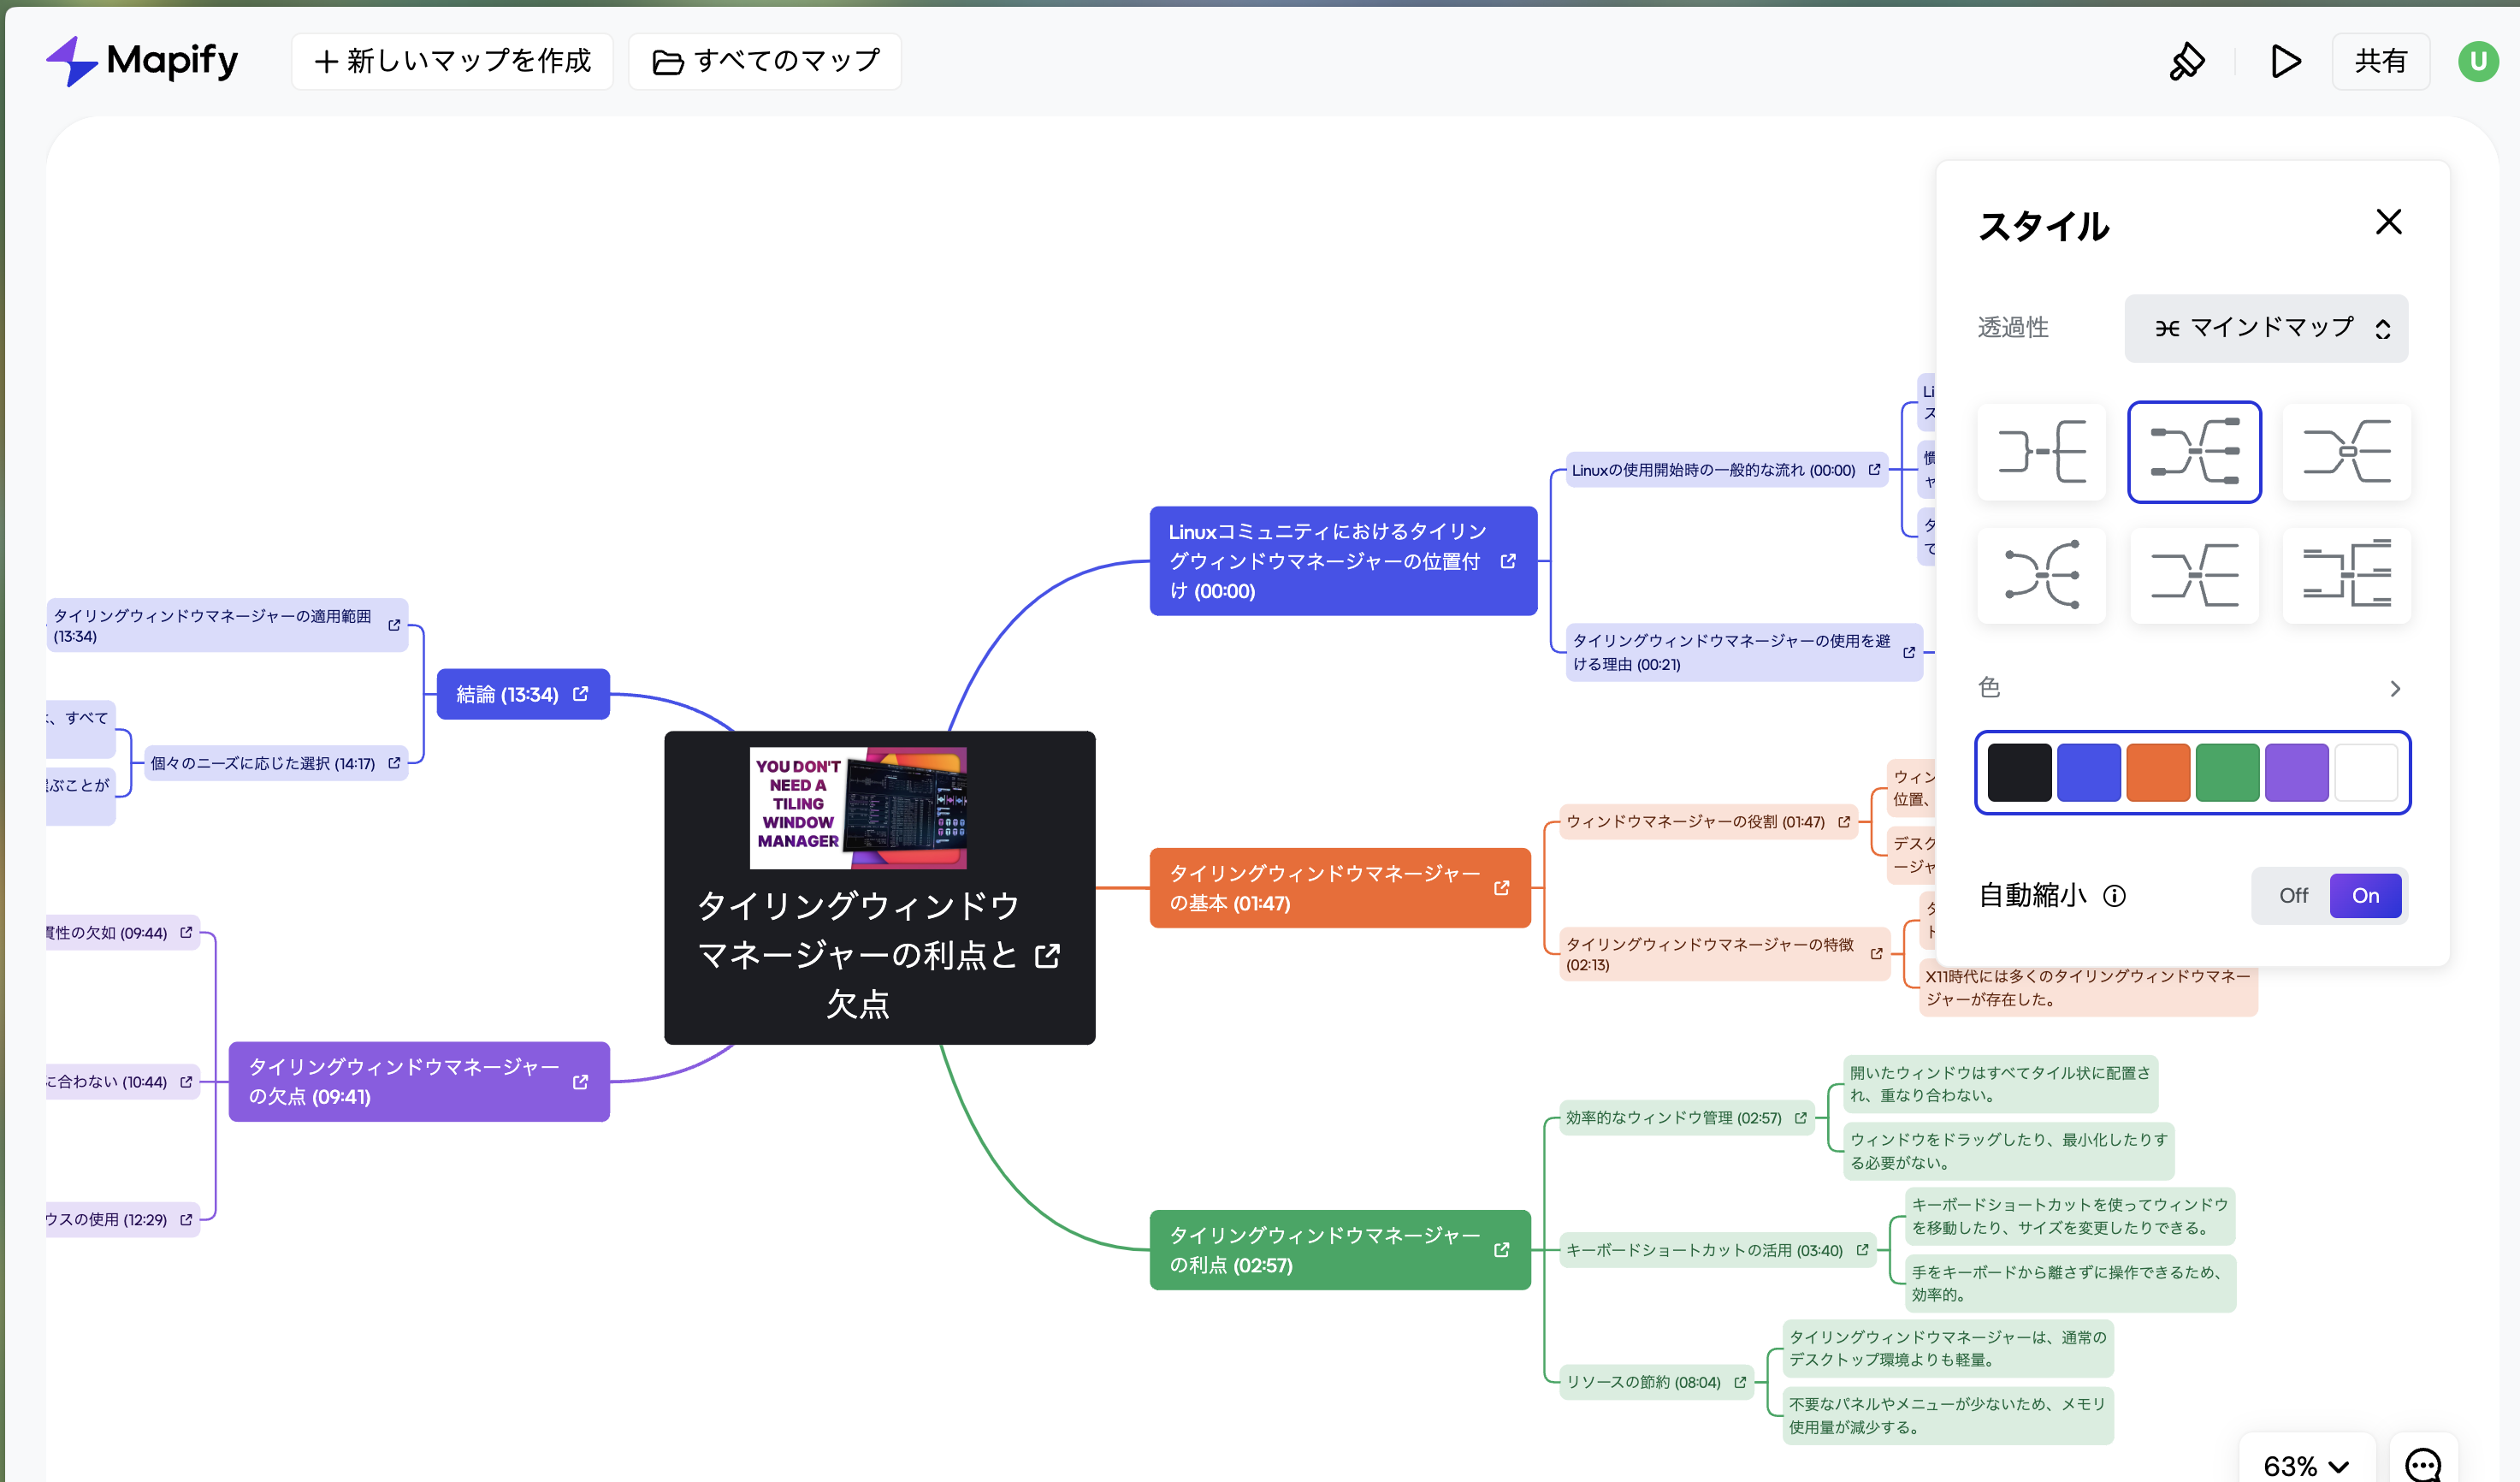 Mapify
新しいマップを作成
すべてのマップ
共有
U
スタイル
透過性
マインドマップ
色
自動縮小
Off
On
タイリングウィンドウマネージャーの適用範囲
(13:34)
結論 (13:34)
、すべて
個々のニーズに応じた選択 (14:17)
ぶことが
性の欠如 (09:44)
に合わない (10:44)
ウスの使用 (12:29)
タイリングウィンドウマネージャー
の欠点 (09:41)
YOU DON'T
NEED A
TILING
WINDOW
MANAGER
タイリングウィンドウ
マネージャーの利点と
欠点
Linuxコミュニティにおけるタイリン
グウィンドウマネージャーの位置付
け (00:00)
Linuxの使用開始時の一般的な流れ (00:00)
Li
ス
慣
ャ
タ
て
タイリングウィンドウマネージャーの使用を避
ける理由 (00:21)
タイリングウィンドウマネージャー
の基本 (01:47)
ウィンドウマネージャーの役割 (01:47)
ウィン
位置、
デスク
ージャ
タイリングウィンドウマネージャーの特徴
(02:13)
タ
ト
X11時代には多くのタイリングウィンドウマネー
ジャーが存在した。
タイリングウィンドウマネージャー
の利点 (02:57)
効率的なウィンドウ管理 (02:57)
開いたウィンドウはすべてタイル状に配置さ
れ、重なり合わない。
ウィンドウをドラッグしたり、最小化したりす
る必要がない。
キーボードショートカットの活用 (03:40)
キーボードショートカットを使ってウィンドウ
を移動したり、サイズを変更したりできる。
手をキーボードから離さずに操作できるため、
効率的。
リソースの節約 (08:04)
タイリングウィンドウマネージャーは、通常の
デスクトップ環境よりも軽量。
不要なパネルやメニューが少ないため、メモリ
使用量が減少する。
63%